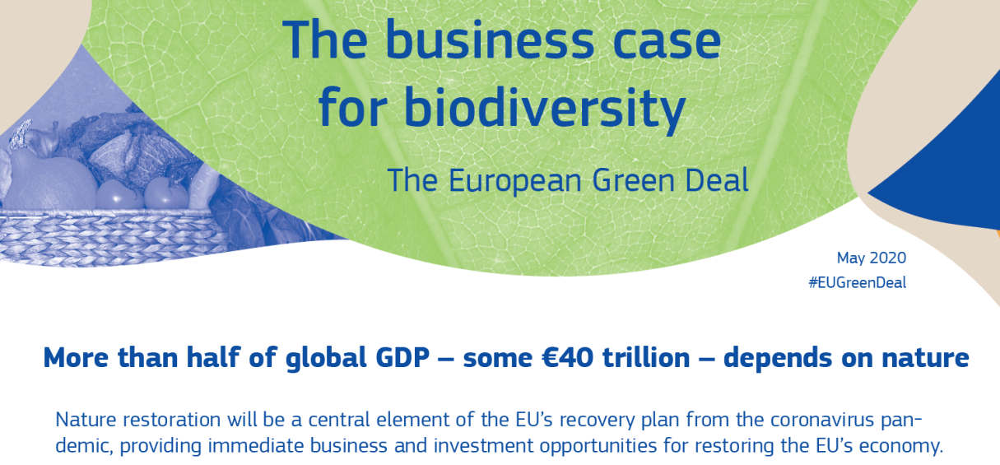 The business case
for biodiversity
The European Green Deal
May 2020
#EUGreenDeal
More than half of global GDP – some €40 trillion – depends on nature
Nature restoration will be a central element of the EU’s recovery plan from the coronavirus pan-
demic, providing immediate business and investment opportunities for restoring the EU’s economy.